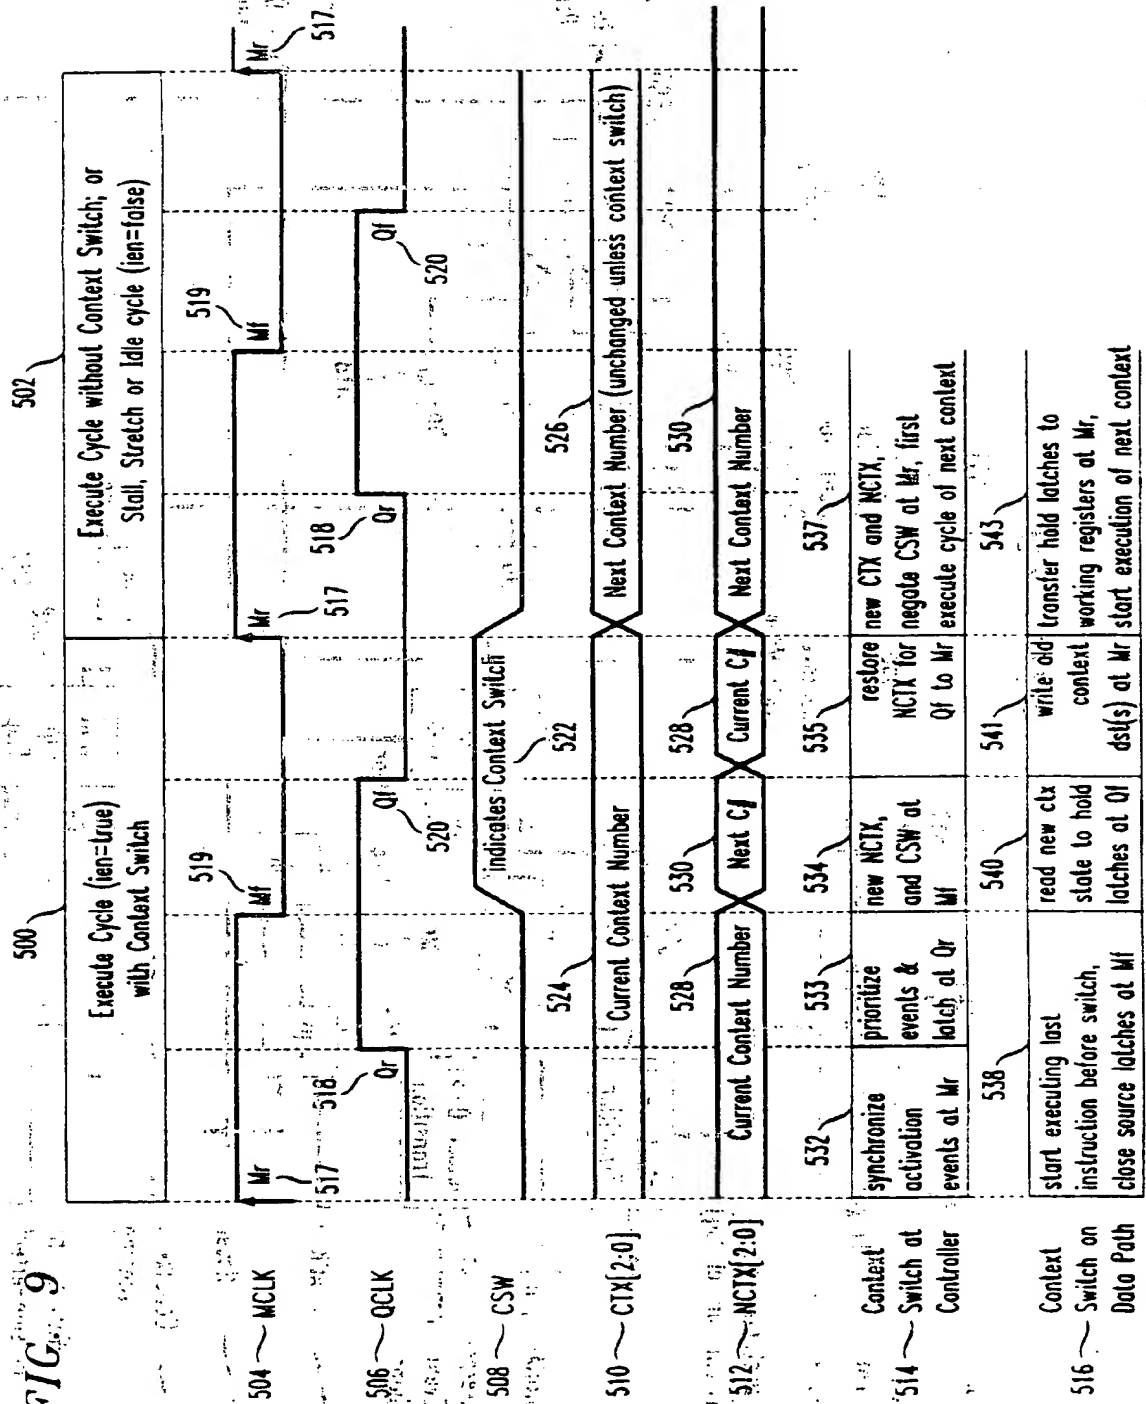 FIG. 9
500
502
Execute Cycle (ien=true)
with Context Switch
Execute Cycle without Context Switch; or
Stall, Stretch or Idle cycle (ien=false)
504 MCLK
Mr
517
Mf
519
Mr
517
Mf
519
Mr
517
506 QCLK
Qr
518
Qf
520
Qr
518
Qf
520
508 CSW
indicates Context Switch
522
510 CTX[2:0]
524
Current Context Number
526
Next Context Number (unchanged unless context switch)
512 NCTX[2:0]
528
Current Context Number
530
Next C#
528
Current C#
530
Next Context Number
514
Context
Switch at
Controller
532
synchronize
activation
events at Mr
533
prioritize
events &
latch at Qr
534
new NCTX,
and CSW at
Mf
535
restore
NCTX for
Qf to Mr
537
new CTX and NCTX,
negate CSW at Mr, first
execute cycle of next context
516
Context
Switch on
Data Path
538
start executing last
instruction before switch,
close source latches at Mf
540
read new ctx
state to hold
latches at Qf
541
write old
context
dst(s) at Mr
543
transfer hold latches to
working registers at Mr,
start execution of next context